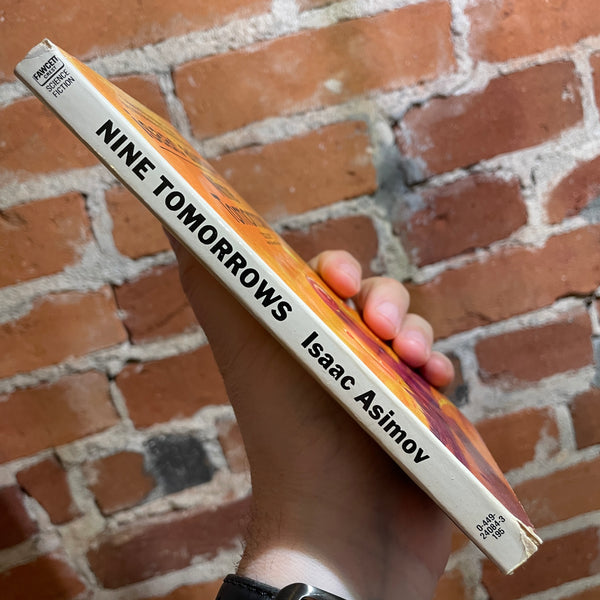 FAWCETT
CREST
SCIENCE
FICTION
NINE TOMORROWS Isaac Asimov
0-449-
24084-3
195